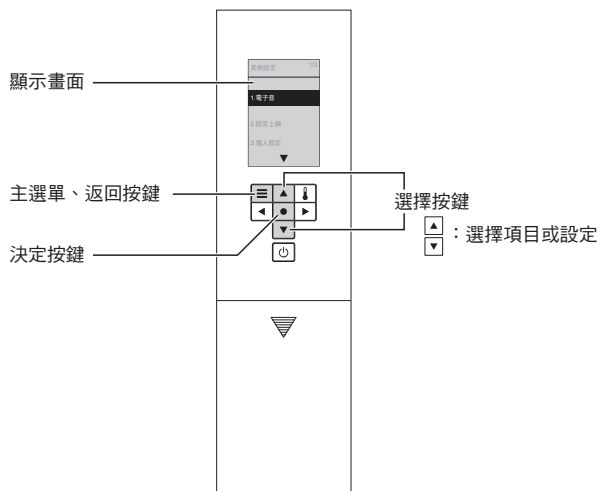 其他設定 1/3
1.電子音
2.設定上鎖
3.個人設定
顯示畫面
主選單、返回按鍵
決定按鍵
選擇按鍵
：選擇項目或設定